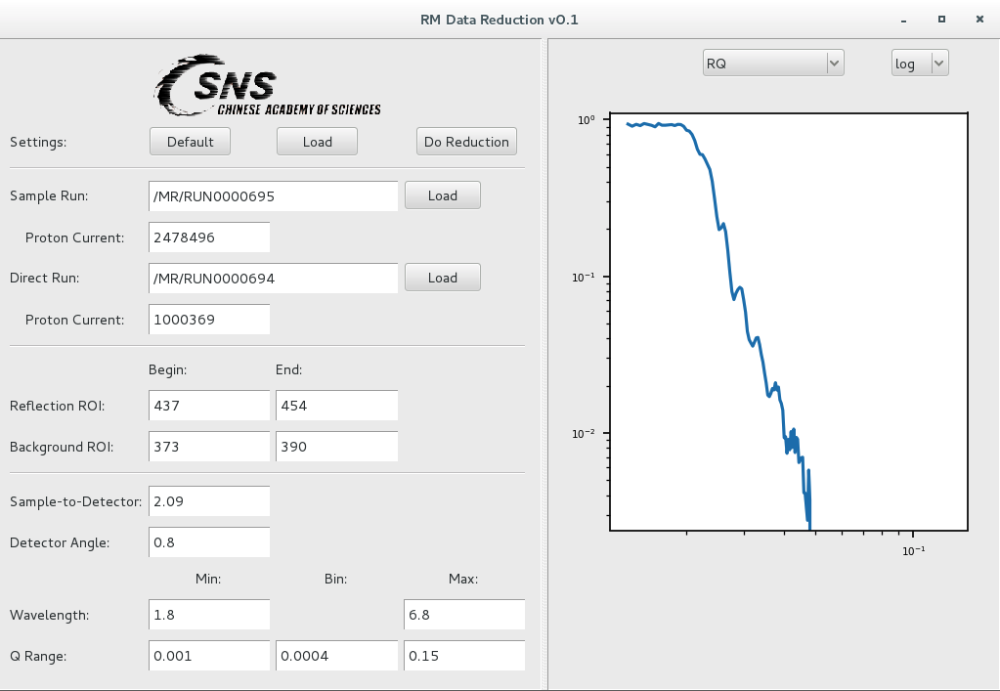 RM Data Reduction v0.1
SNS
CHINESE ACADEMY OF SCIENCES
Settings: Default Load Do Reduction
Sample Run: /MR/RUN0000695 Load
Proton Current: 2478496
Direct Run: /MR/RUN0000694 Load
Proton Current: 1000369
Begin: End:
Reflection ROI: 437 454
Background ROI: 373 390
Sample-to-Detector: 2.09
Detector Angle: 0.8
Min: Bin: Max:
Wavelength: 1.8 6.8
Q Range: 0.001 0.0004 0.15
RQ log
10⁰
10⁻¹
10⁻²
10⁻¹